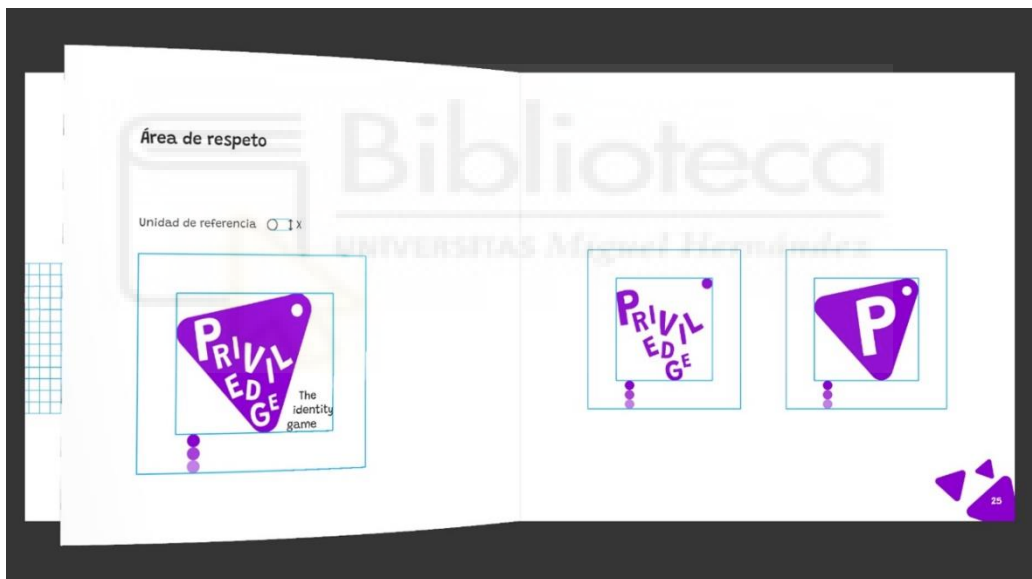 Biblioteca
UNIVERSITAS Miguel Hernández
Área de respeto
Unidad de referencia X
PRIVILEDGE
The
identity
game
PRIVILEDGE
P
25